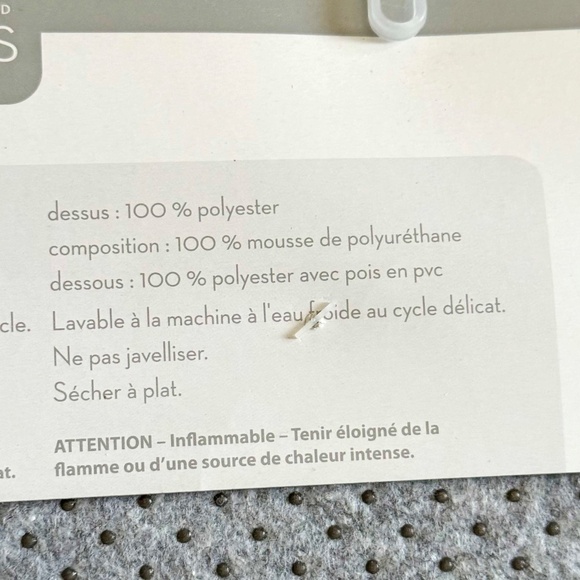 D
S
dessus : 100 % polyester
composition : 100 % mousse de polyuréthane
dessous : 100 % polyester avec pois en pvc
cle. Lavable à la machine à l'eau froide au cycle délicat.
Ne pas javelliser.
Sécher à plat.
ATTENTION – Inflammable – Tenir éloigné de la
at. flamme ou d'une source de chaleur intense.